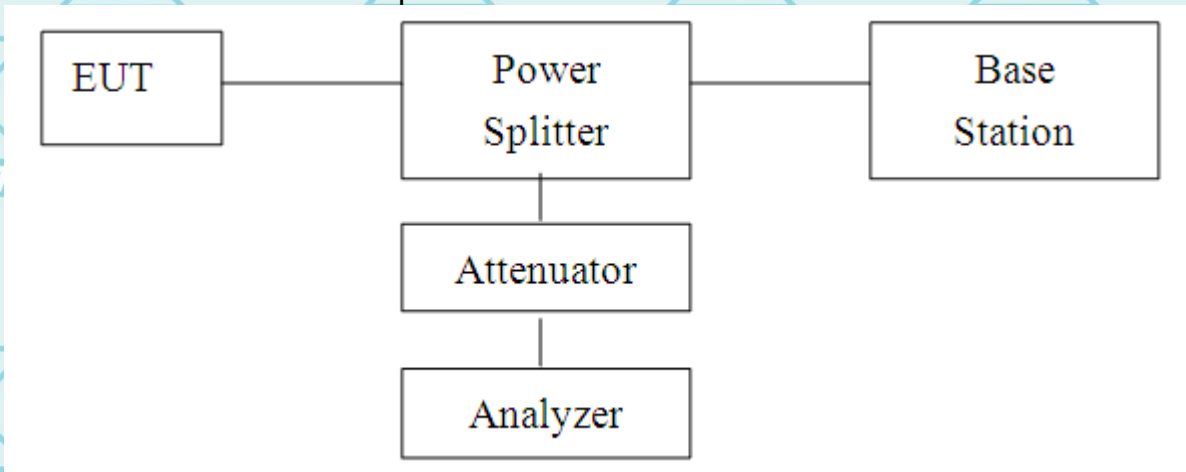 EUT
Power
Splitter
Base
Station
Attenuator
Analyzer